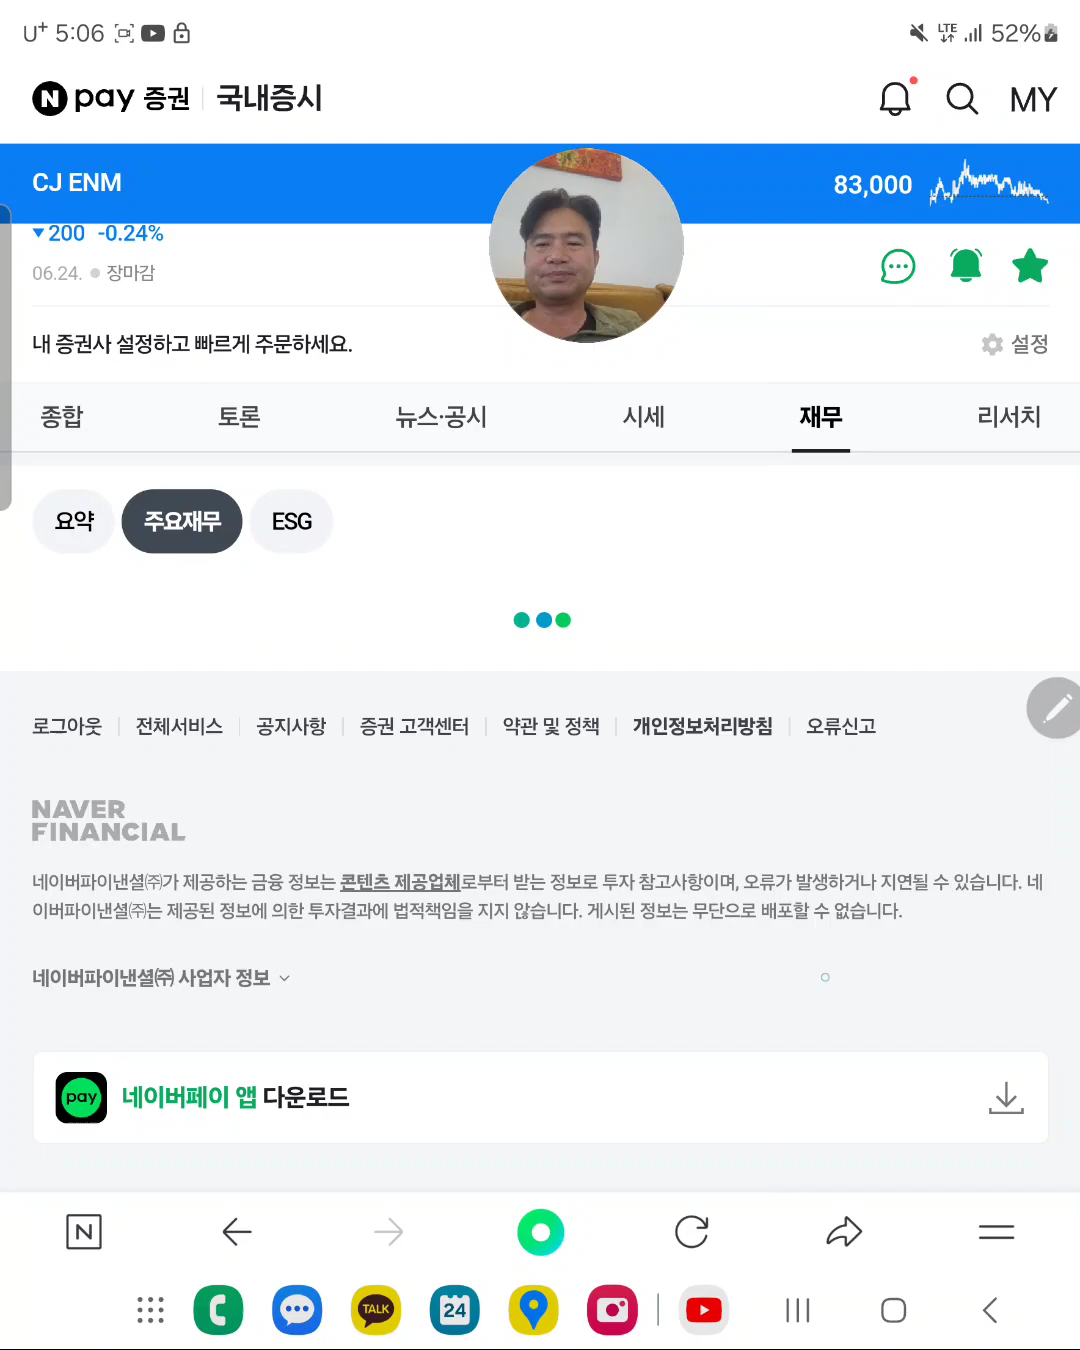 U+ 5:06 LTE 52%
N pay 증권 국내증시 MY
CJ ENM 83,000
▼200 -0.24%
06.24. ● 장마감
내 증권사 설정하고 빠르게 주문하세요. 설정
종합 토론 뉴스·공시 시세 재무 리서치
요약 주요재무 ESG
로그아웃 전체서비스 공지사항 증권 고객센터 약관 및 정책 개인정보처리방침 오류신고
NAVER
FINANCIAL
네이버파이낸셜㈜가 제공하는 금융 정보는 콘텐츠 제공업체로부터 받는 정보로 투자 참고사항이며, 오류가 발생하거나 지연될 수 있습니다. 네
이버파이낸셜㈜는 제공된 정보에 의한 투자결과에 법적책임을 지지 않습니다. 게시된 정보는 무단으로 배포할 수 없습니다.
네이버파이낸셜㈜ 사업자 정보
pay 네이버페이 앱 다운로드
N
TALK 24